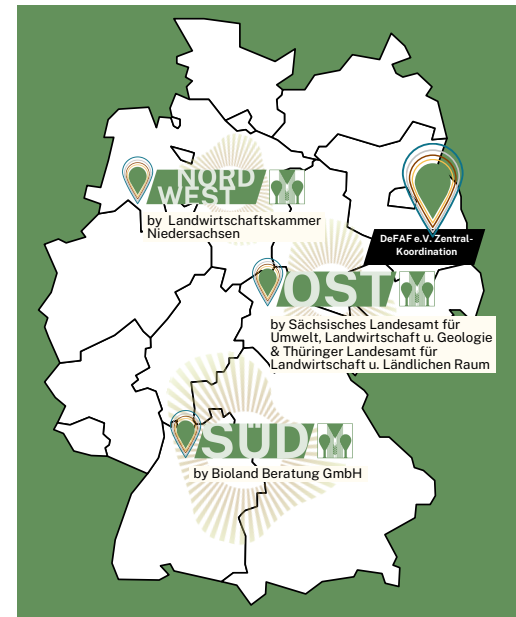 NORD
WEST
by Landwirtschaftskammer
Niedersachsen
DeFAF e.V. Zentral-
Koordination
OST
by Sächsisches Landesamt für
Umwelt, Landwirtschaft u. Geologie
& Thüringer Landesamt für
Landwirtschaft u. Ländlichen Raum
SÜD
by Bioland Beratung GmbH